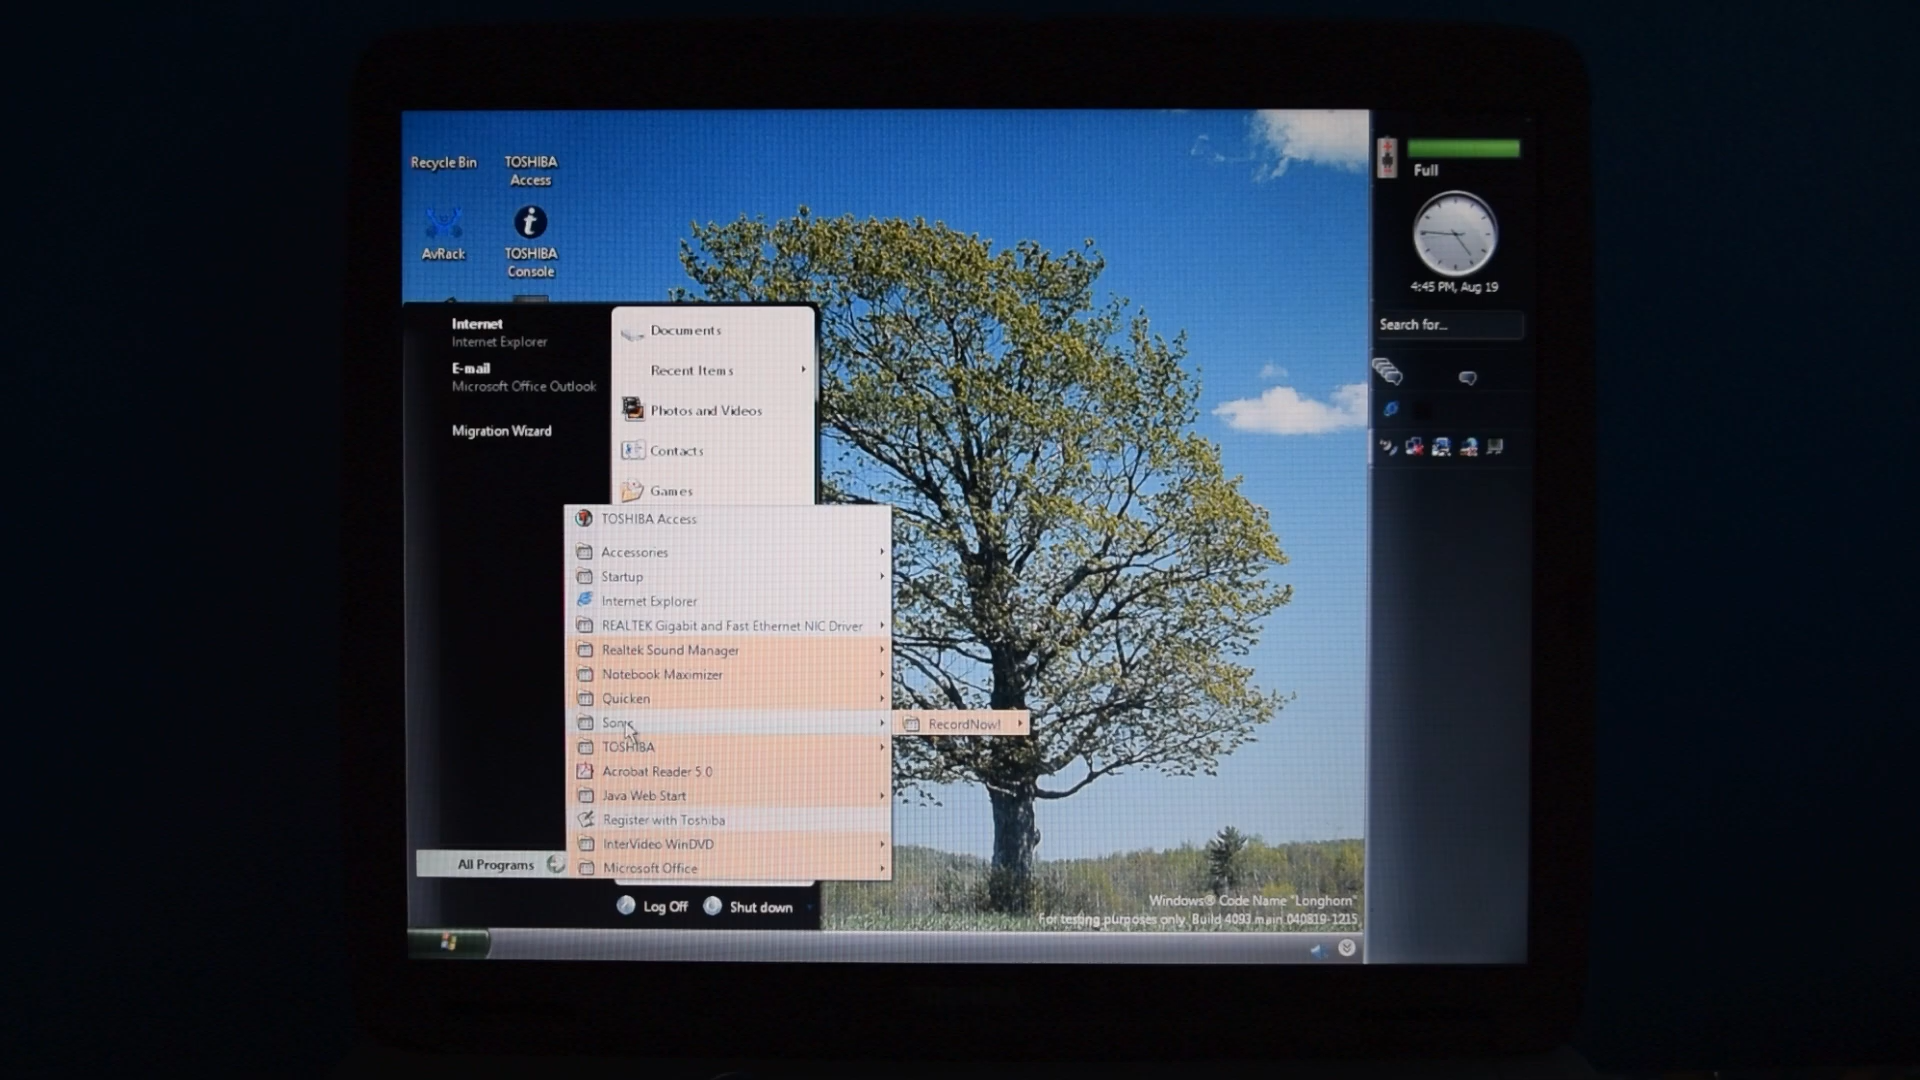 Recycle Bin
TOSHIBA
Access
AvRack
TOSHIBA
Console
Full
4:45 PM, Aug 19
Search for...
Internet
Internet Explorer
E-mail
Microsoft Office Outlook
Migration Wizard
Documents
Recent Items
Photos and Videos
Contacts
Games
TOSHIBA Access
Accessories
Startup
Internet Explorer
REALTEK Gigabit and Fast Ethernet NIC Driver
Realtek Sound Manager
Notebook Maximizer
Quicken
Sonic
RecordNow!
TOSHIBA
Acrobat Reader 5.0
Java Web Start
Register with Toshiba
InterVideo WinDVD
Microsoft Office
All Programs
Log Off
Shut down
Windows® Code Name "Longhorn"
For testing purposes only. Build 4093.main.040819-1215